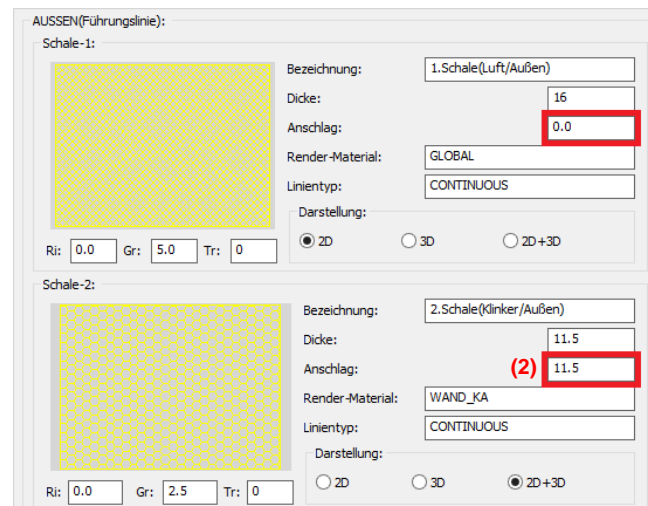 AUSSEN(Führungslinie):
Schale-1:
Bezeichnung: 1.Schale(Luft/Außen)
Dicke: 16
Anschlag: 0.0
Render-Material: GLOBAL
Linientyp: CONTINUOUS
Darstellung:
2D 3D 2D+3D
Ri: 0.0 Gr: 5.0 Tr: 0
Schale-2:
Bezeichnung: 2.Schale(Klinker/Außen)
Dicke: 11.5
Anschlag: (2) 11.5
Render-Material: WAND_KA
Linientyp: CONTINUOUS
Darstellung:
2D 3D 2D+3D
Ri: 0.0 Gr: 2.5 Tr: 0